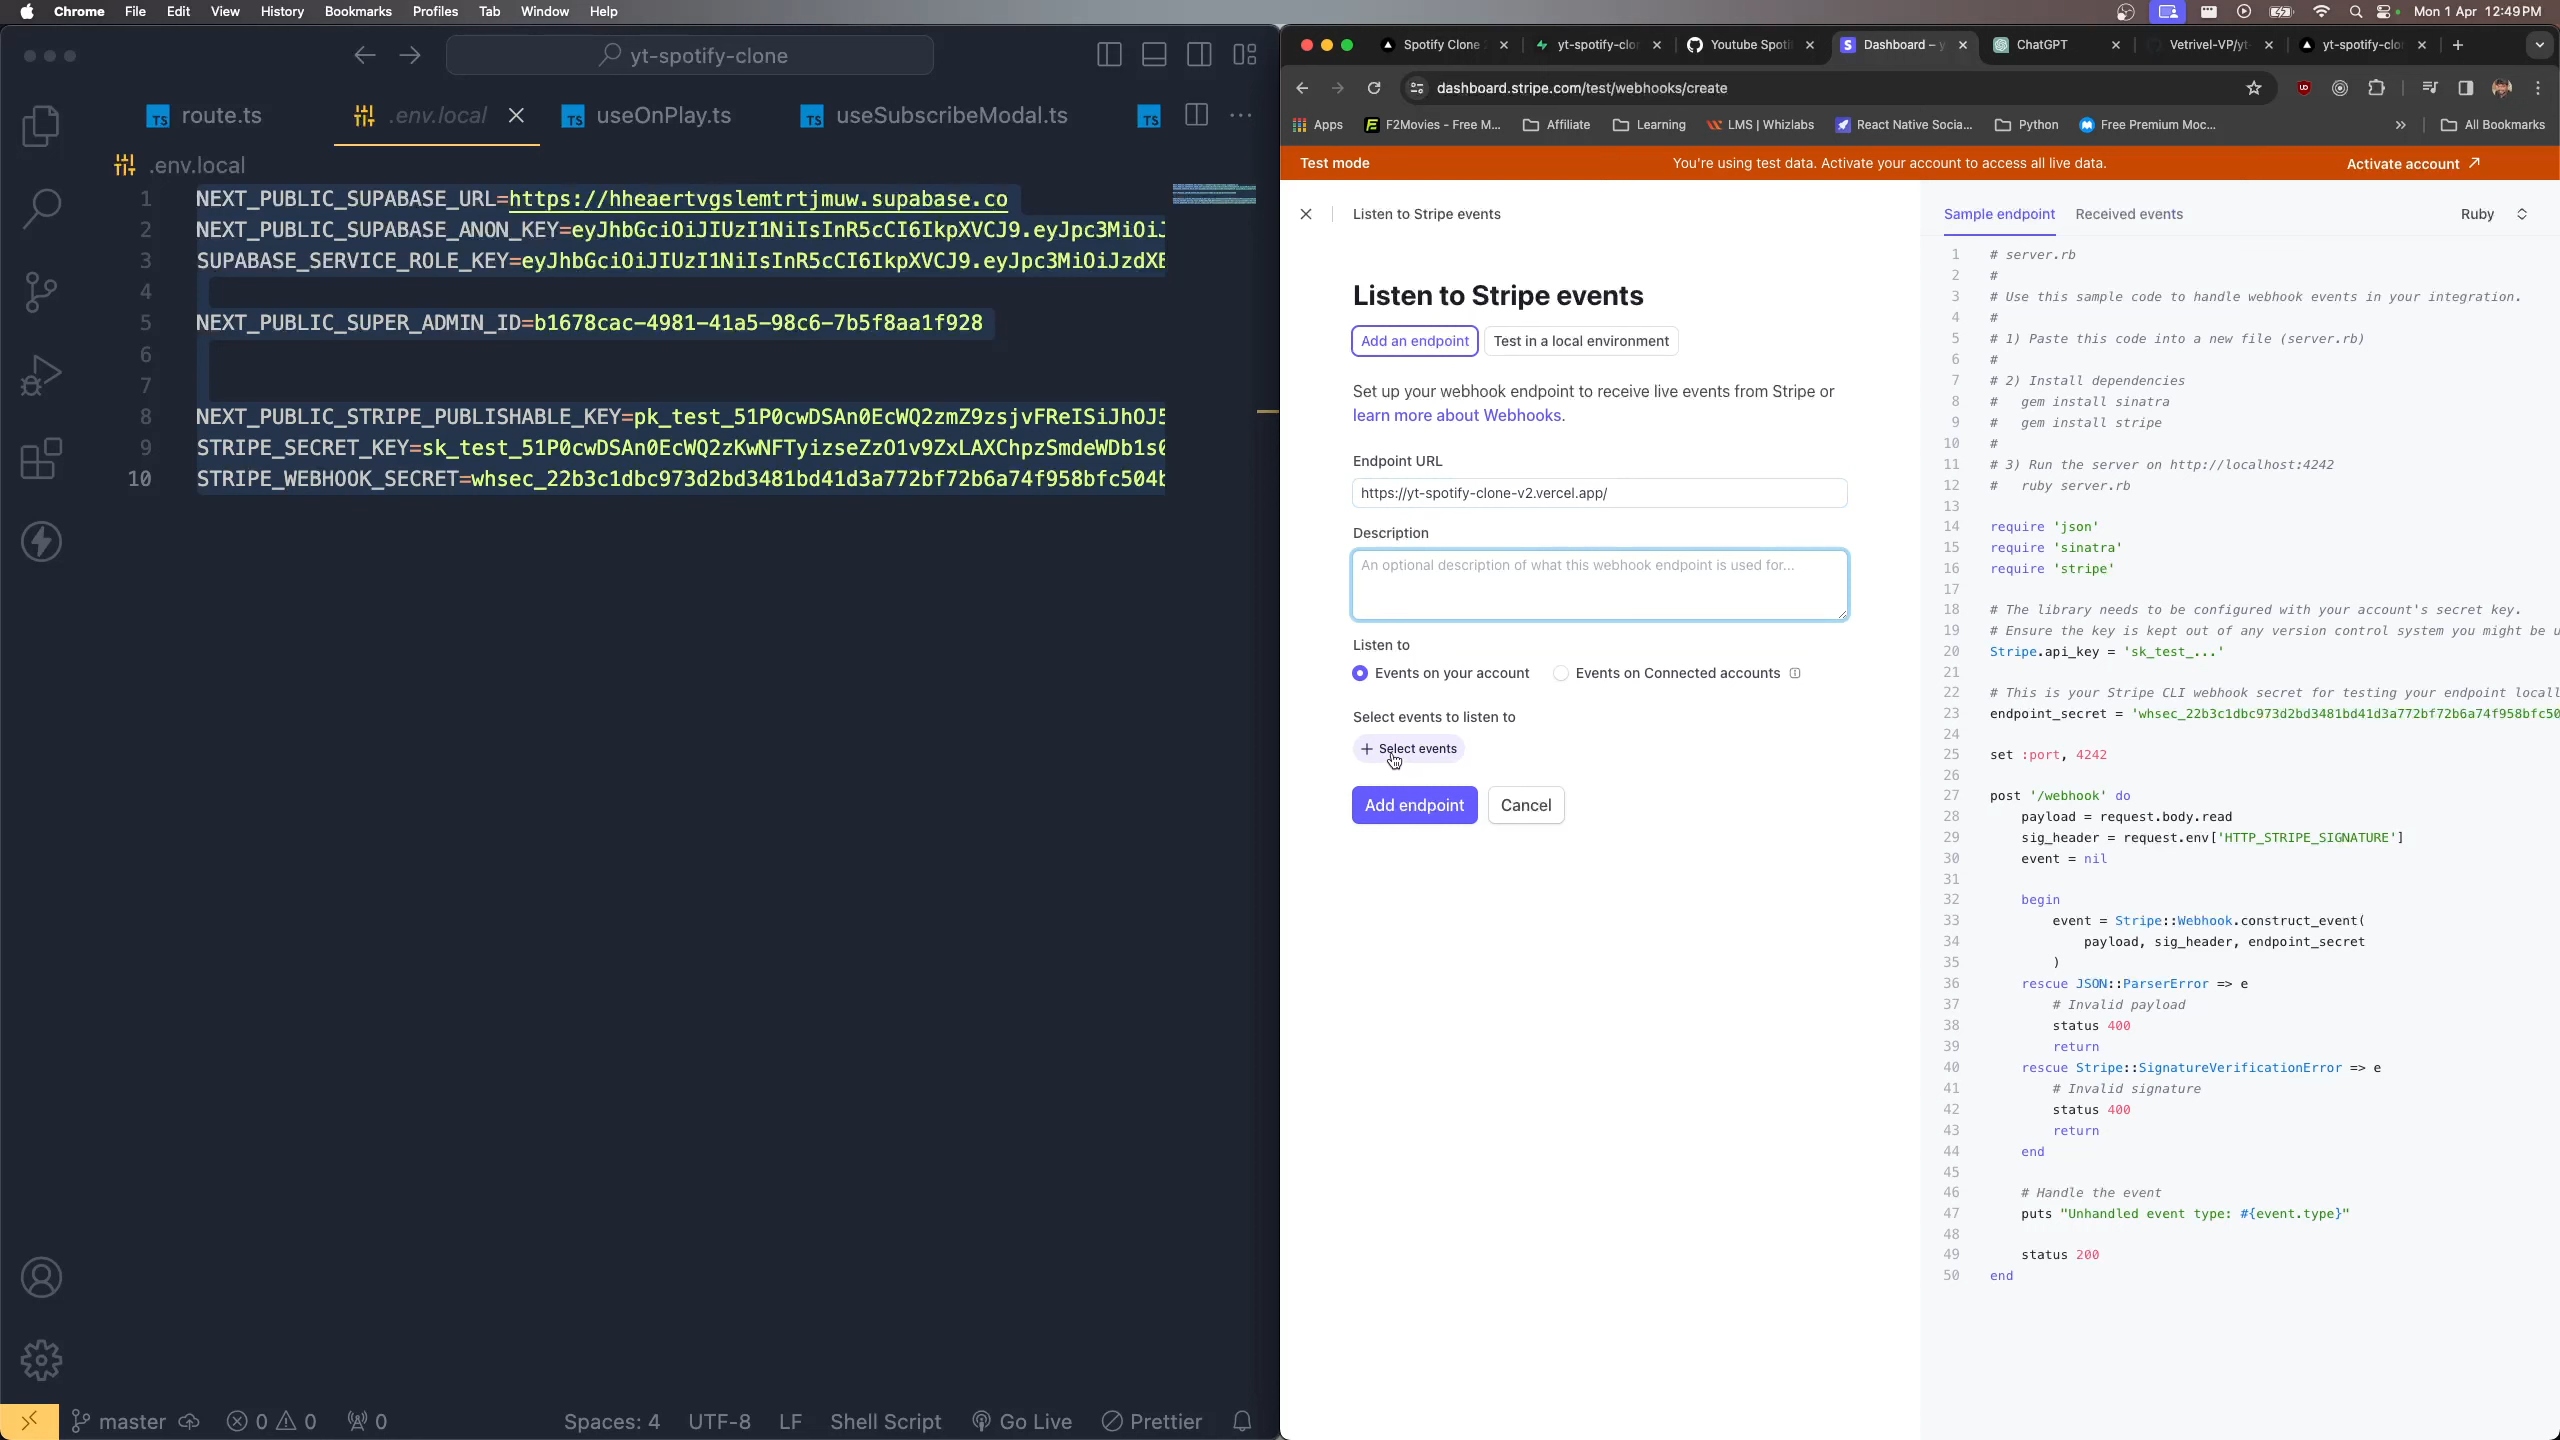 Chrome File Edit View History Bookmarks Profiles Tab Window Help
Mon 1 Apr 12:49 PM
yt-spotify-clone
route.ts
.env.local
useOnPlay.ts
useSubscribeModal.ts
.env.local
1 NEXT_PUBLIC_SUPABASE_URL=https://hheaertvgslemtrtjmuw.supabase.co
2 NEXT_PUBLIC_SUPABASE_ANON_KEY=eyJhbGciOiJIUzI1NiIsInR5cCI6IkpXVCJ9.eyJpc3MiOiJ
3 SUPABASE_SERVICE_ROLE_KEY=eyJhbGciOiJIUzI1NiIsInR5cCI6IkpXVCJ9.eyJpc3MiOiJzdXB
4
5 NEXT_PUBLIC_SUPER_ADMIN_ID=b1678cac-4981-41a5-98c6-7b5f8aa1f928
6
7
8 NEXT_PUBLIC_STRIPE_PUBLISHABLE_KEY=pk_test_51P0cwDSAn0EcWQ2zmZ9zsjvFReISiJhOJ5
9 STRIPE_SECRET_KEY=sk_test_51P0cwDSAn0EcWQ2zKwNFTyizseZzO1v9ZxLAXChpzSmdeWDb1s0
10 STRIPE_WEBHOOK_SECRET=whsec_22b3c1dbc973d2bd3481bd41d3a772bf72b6a74f958bfc504b
master 0 0 0 Spaces: 4 UTF-8 LF Shell Script Go Live Prettier
Spotify Clone
yt-spotify-clo
Youtube Spoti
Dashboard – y
ChatGPT
Vetrivel-VP/yt
yt-spotify-clo
dashboard.stripe.com/test/webhooks/create
Apps
F2Movies - Free M...
Affiliate
Learning
LMS | Whizlabs
React Native Socia...
Python
Free Premium Moc...
All Bookmarks
Test mode
You're using test data. Activate your account to access all live data.
Activate account
Listen to Stripe events
Listen to Stripe events
Add an endpoint
Test in a local environment
Set up your webhook endpoint to receive live events from Stripe or
learn more about Webhooks.
Endpoint URL
https://yt-spotify-clone-v2.vercel.app/
Description
An optional description of what this webhook endpoint is used for...
Listen to
Events on your account
Events on Connected accounts
Select events to listen to
+ Select events
Add endpoint
Cancel
Sample endpoint
Received events
Ruby
1 # server.rb
2 #
3 # Use this sample code to handle webhook events in your integration.
4 #
5 # 1) Paste this code into a new file (server.rb)
6 #
7 # 2) Install dependencies
8 #   gem install sinatra
9 #   gem install stripe
10 #
11 # 3) Run the server on http://localhost:4242
12 #   ruby server.rb
13
14 require 'json'
15 require 'sinatra'
16 require 'stripe'
17
18 # The library needs to be configured with your account's secret key.
19 # Ensure the key is kept out of any version control system you might be u
20 Stripe.api_key = 'sk_test_...'
21
22 # This is your Stripe CLI webhook secret for testing your endpoint locall
23 endpoint_secret = 'whsec_22b3c1dbc973d2bd3481bd41d3a772bf72b6a74f958bfc50
24
25 set :port, 4242
26
27 post '/webhook' do
28 payload = request.body.read
29 sig_header = request.env['HTTP_STRIPE_SIGNATURE']
30 event = nil
31
32 begin
33 event = Stripe::Webhook.construct_event(
34 payload, sig_header, endpoint_secret
35 )
36 rescue JSON::ParserError => e
37 # Invalid payload
38 status 400
39 return
40 rescue Stripe::SignatureVerificationError => e
41 # Invalid signature
42 status 400
43 return
44 end
45
46 # Handle the event
47 puts "Unhandled event type: #{event.type}"
48
49 status 200
50 end